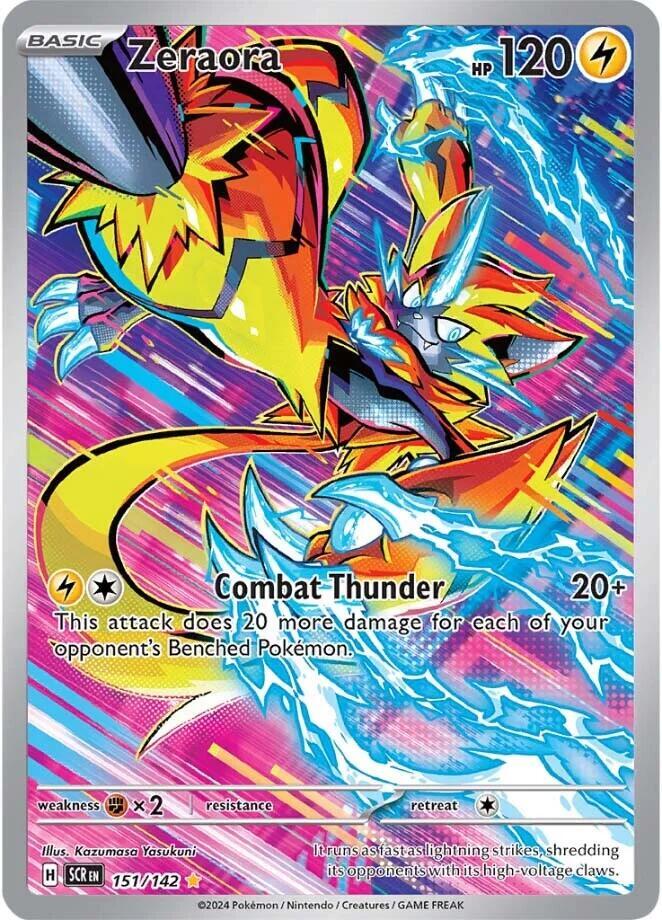 BASIC Zeraora HP 120
Combat Thunder 20+
This attack does 20 more damage for each of your
opponent's Benched Pokémon.
weakness ×2 resistance retreat
Illus. Kazumasa Yasukuni
It runs as fast as lightning strikes, shredding
its opponents with its high-voltage claws.
H SCR EN 151/142
©2024 Pokémon / Nintendo / Creatures / GAME FREAK